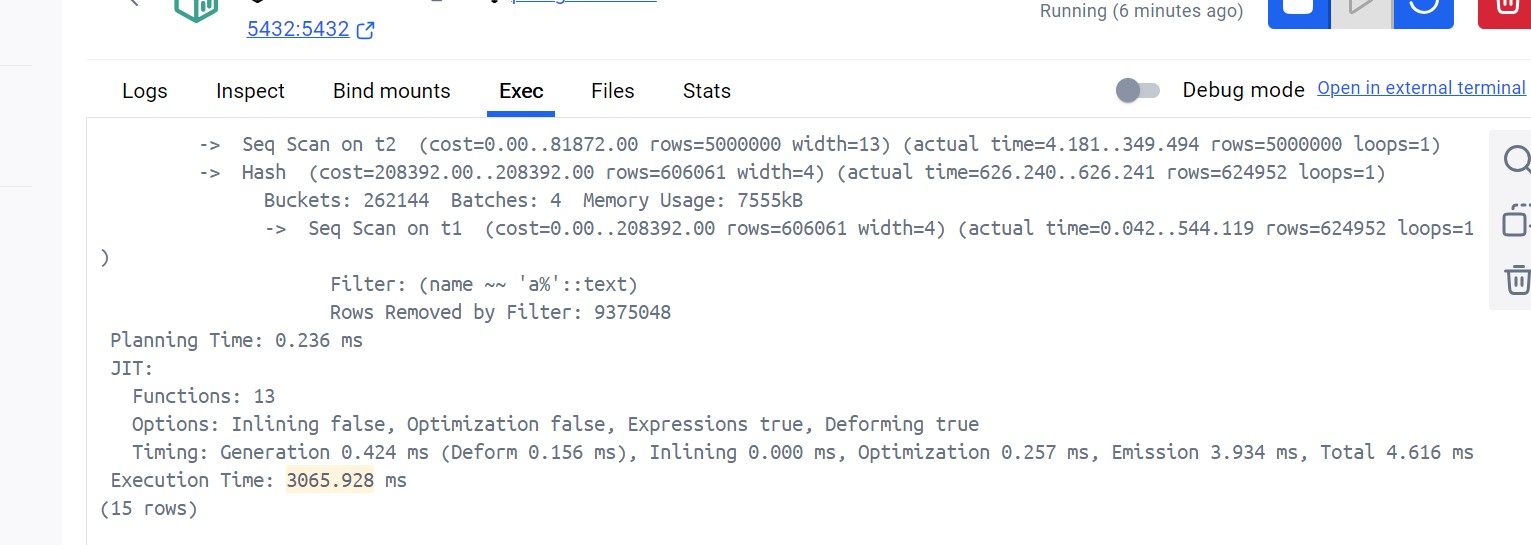 5432:5432
Running (6 minutes ago)
Logs Inspect Bind mounts Exec Files Stats Debug mode Open in external terminal
-> Seq Scan on t2 (cost=0.00..81872.00 rows=5000000 width=13) (actual time=4.181..349.494 rows=5000000 loops=1)
-> Hash (cost=208392.00..208392.00 rows=606061 width=4) (actual time=626.240..626.241 rows=624952 loops=1)
Buckets: 262144 Batches: 4 Memory Usage: 7555kB
-> Seq Scan on t1 (cost=0.00..208392.00 rows=606061 width=4) (actual time=0.042..544.119 rows=624952 loops=1
)
Filter: (name ~~ 'a%'::text)
Rows Removed by Filter: 9375048
Planning Time: 0.236 ms
JIT:
Functions: 13
Options: Inlining false, Optimization false, Expressions true, Deforming true
Timing: Generation 0.424 ms (Deform 0.156 ms), Inlining 0.000 ms, Optimization 0.257 ms, Emission 3.934 ms, Total 4.616 ms
Execution Time: 3065.928 ms
(15 rows)